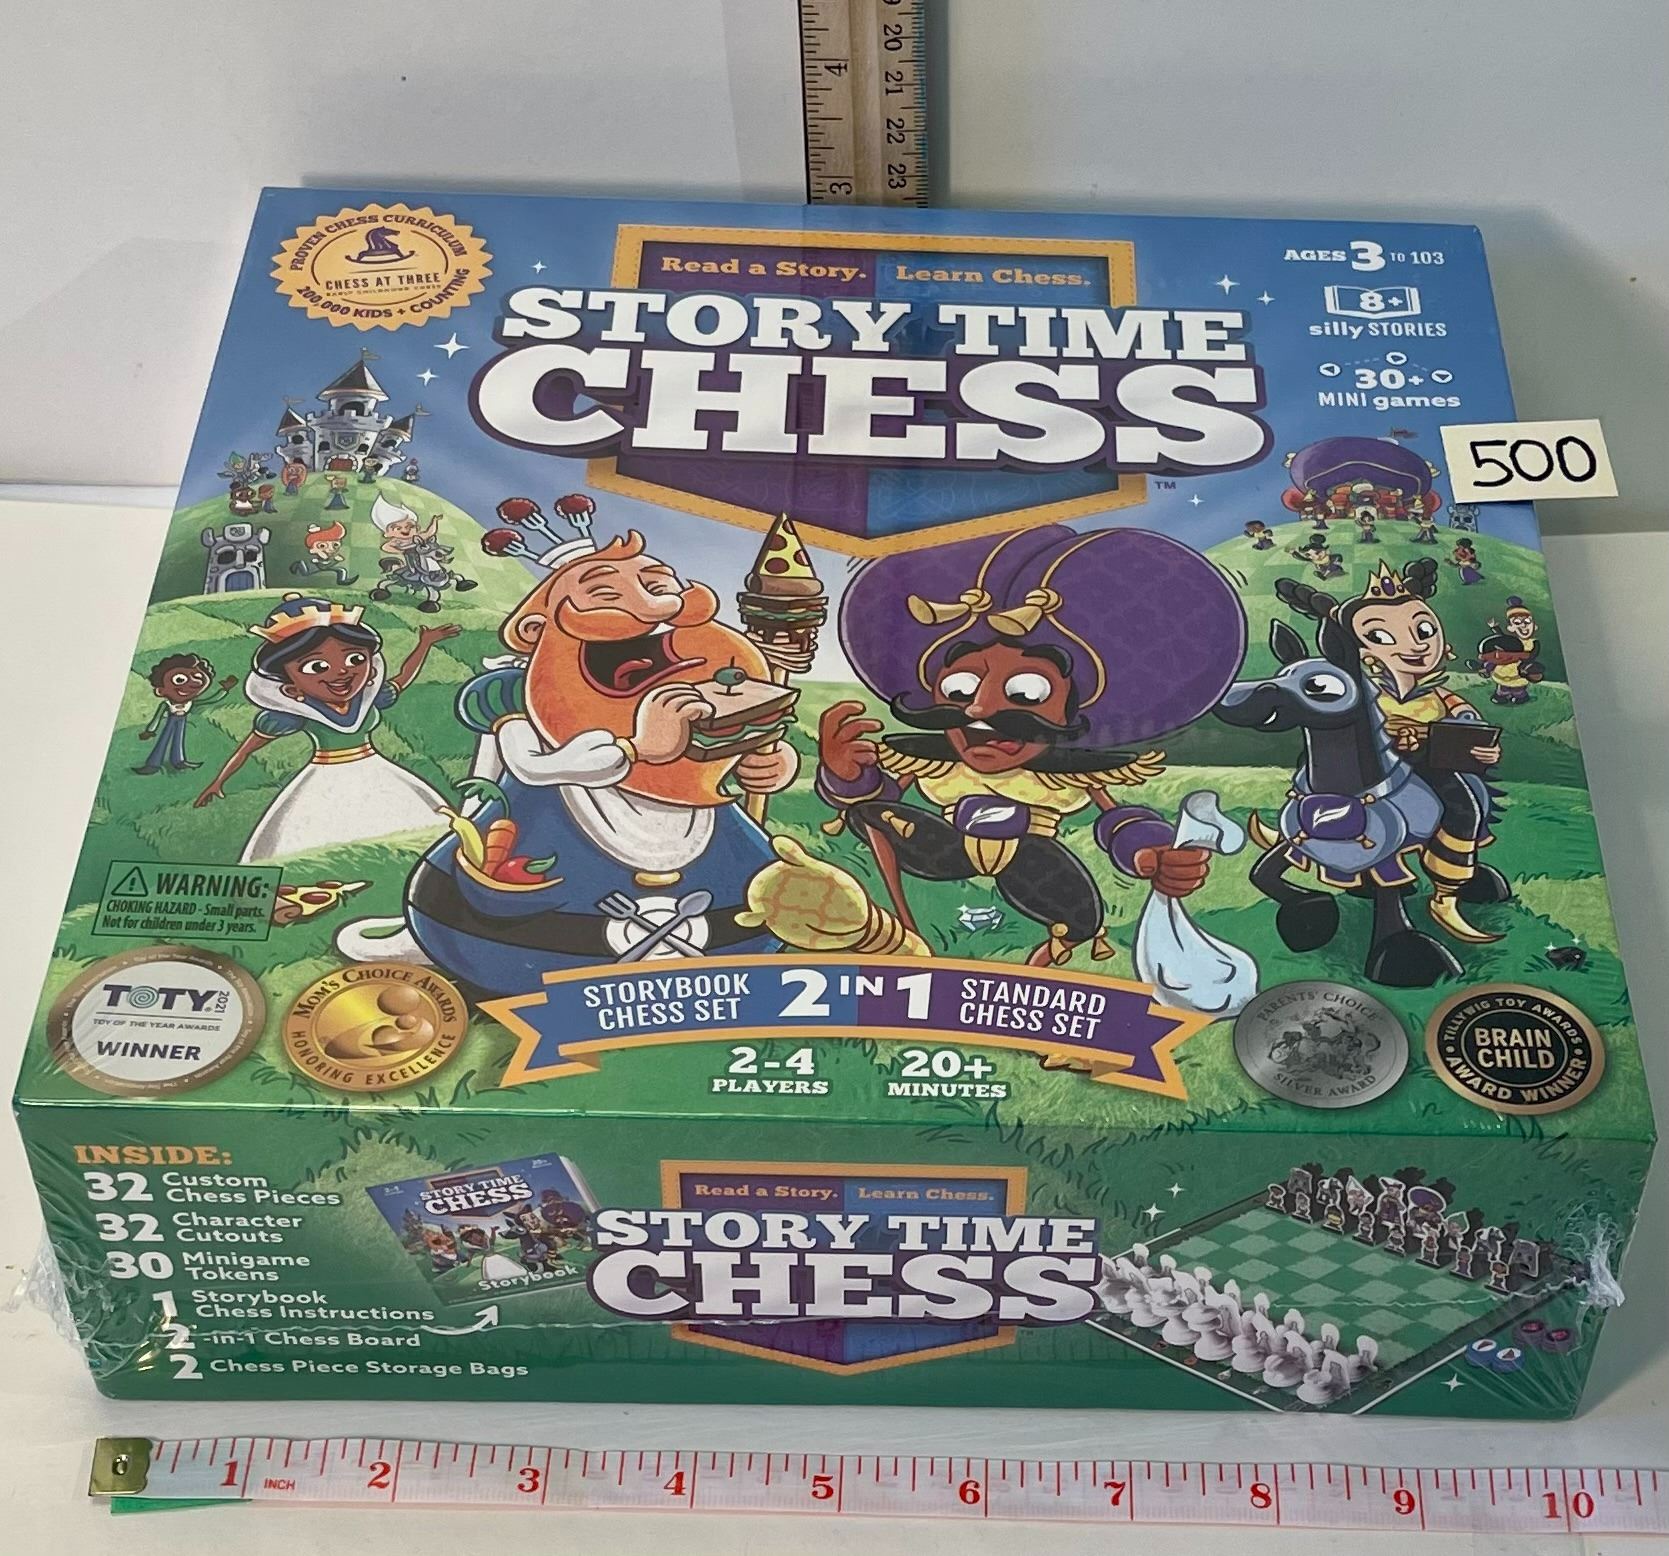 20
4
21
22
3
23
PROVEN CHESS CURRICULUM
CHESS AT THREE
EARLY CHILDHOOD CHESS
200,000 KIDS + COUNTING
Read a Story. Learn Chess.
STORY TIME
CHESS
TM
AGES 3 TO 103
8+
silly STORIES
30+
MINI games
500
WARNING:
CHOKING HAZARD - Small parts.
Not for children under 3 years.
TOTY 2021
TOY OF THE YEAR AWARDS
WINNER
MOM'S CHOICE AWARDS
HONORING EXCELLENCE
STORYBOOK
CHESS SET
2 IN 1
STANDARD
CHESS SET
2-4
PLAYERS
20+
MINUTES
PARENTS' CHOICE
SILVER AWARD
TILLYWIG TOY AWARDS
BRAIN
CHILD
AWARD WINNER
INSIDE:
32 Custom
Chess Pieces
32 Character
Cutouts
30 Minigame
Tokens
1 Storybook
Chess Instructions
2 -in-1 Chess Board
2 Chess Piece Storage Bags
STORY TIME
CHESS
Storybook
Read a Story. Learn Chess.
STORY TIME
CHESS
0 1 INCH 2 3 4 5 6 7 8 9 10